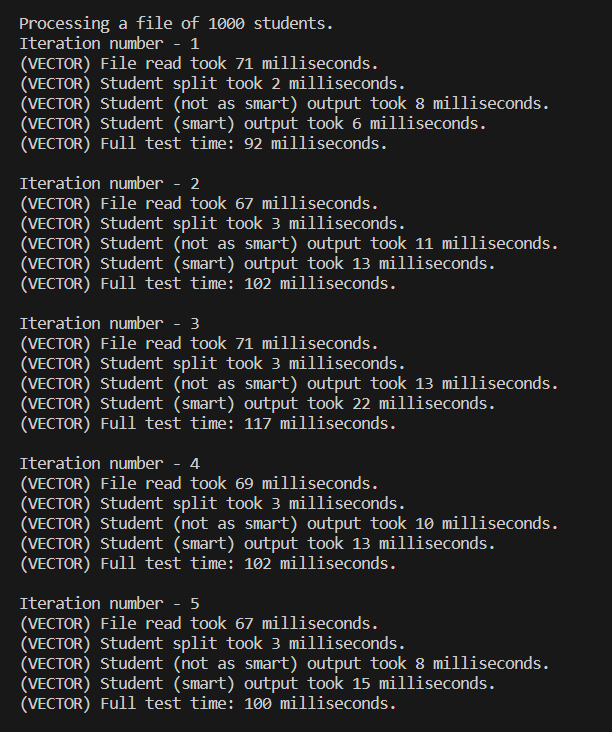 Processing a file of 1000 students.
Iteration number - 1
(VECTOR) File read took 71 milliseconds.
(VECTOR) Student split took 2 milliseconds.
(VECTOR) Student (not as smart) output took 8 milliseconds.
(VECTOR) Student (smart) output took 6 milliseconds.
(VECTOR) Full test time: 92 milliseconds.
Iteration number - 2
(VECTOR) File read took 67 milliseconds.
(VECTOR) Student split took 3 milliseconds.
(VECTOR) Student (not as smart) output took 11 milliseconds.
(VECTOR) Student (smart) output took 13 milliseconds.
(VECTOR) Full test time: 102 milliseconds.
Iteration number - 3
(VECTOR) File read took 71 milliseconds.
(VECTOR) Student split took 3 milliseconds.
(VECTOR) Student (not as smart) output took 13 milliseconds.
(VECTOR) Student (smart) output took 22 milliseconds.
(VECTOR) Full test time: 117 milliseconds.
Iteration number - 4
(VECTOR) File read took 69 milliseconds.
(VECTOR) Student split took 3 milliseconds.
(VECTOR) Student (not as smart) output took 10 milliseconds.
(VECTOR) Student (smart) output took 13 milliseconds.
(VECTOR) Full test time: 102 milliseconds.
Iteration number - 5
(VECTOR) File read took 67 milliseconds.
(VECTOR) Student split took 3 milliseconds.
(VECTOR) Student (not as smart) output took 8 milliseconds.
(VECTOR) Student (smart) output took 15 milliseconds.
(VECTOR) Full test time: 100 milliseconds.